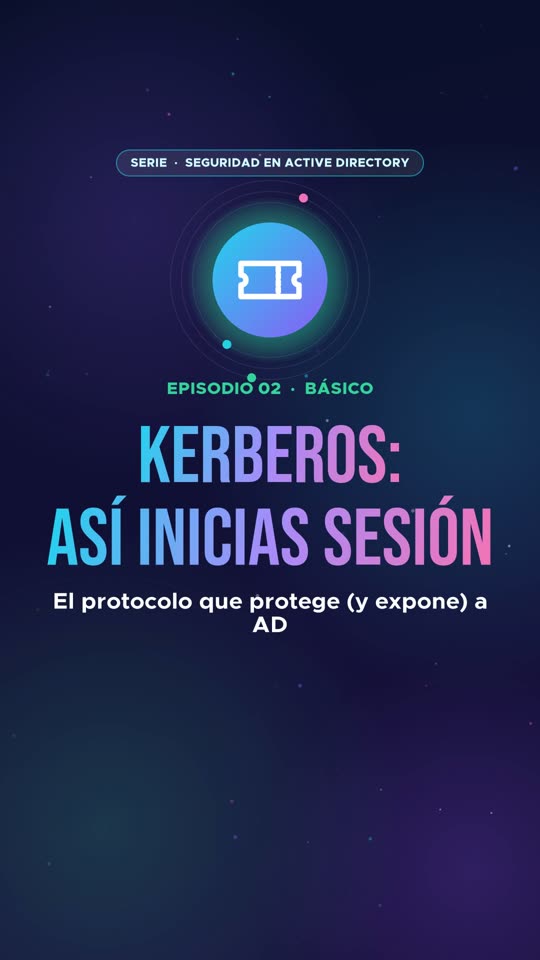 SERIE · SEGURIDAD EN ACTIVE DIRECTORY
EPISODIO 02 · BÁSICO
KERBEROS:
ASÍ INICIAS SESIÓN
El protocolo que protege (y expone) a
AD